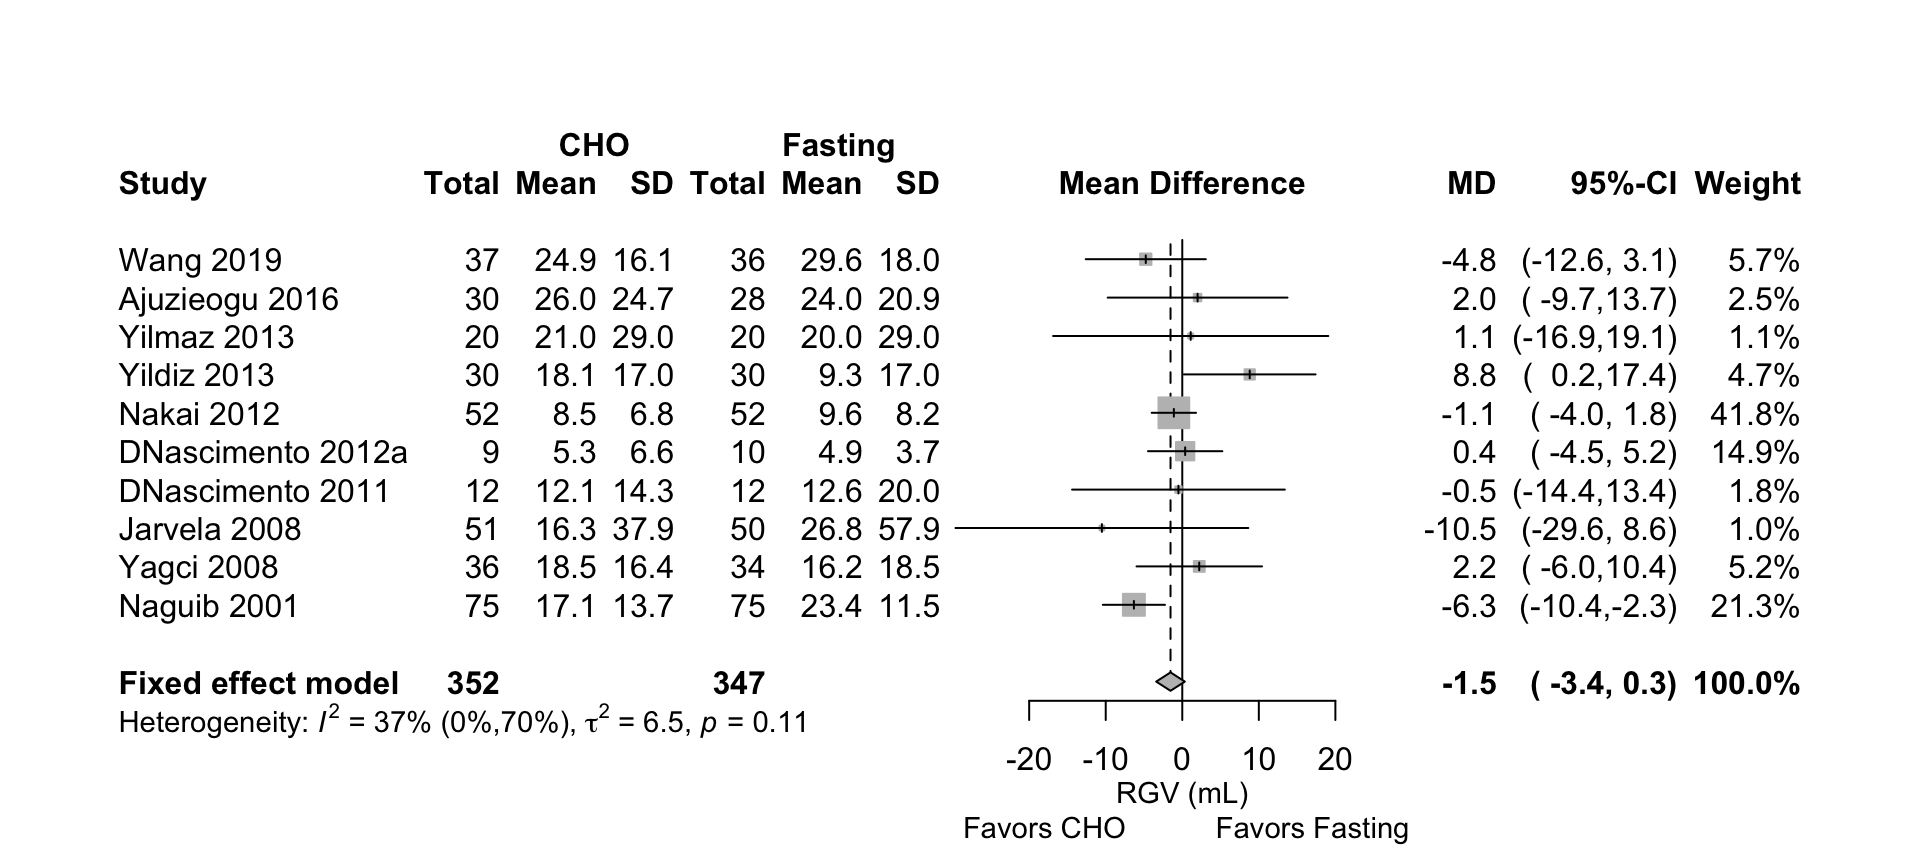 CHO Fasting
Study Total Mean SD Total Mean SD Mean Difference MD 95%-CI Weight
Wang 2019 37 24.9 16.1 36 29.6 18.0 -4.8 (-12.6, 3.1) 5.7%
Ajuzieogu 2016 30 26.0 24.7 28 24.0 20.9 2.0 ( -9.7,13.7) 2.5%
Yilmaz 2013 20 21.0 29.0 20 20.0 29.0 1.1 (-16.9,19.1) 1.1%
Yildiz 2013 30 18.1 17.0 30 9.3 17.0 8.8 ( 0.2,17.4) 4.7%
Nakai 2012 52 8.5 6.8 52 9.6 8.2 -1.1 ( -4.0, 1.8) 41.8%
DNascimento 2012a 9 5.3 6.6 10 4.9 3.7 0.4 ( -4.5, 5.2) 14.9%
DNascimento 2011 12 12.1 14.3 12 12.6 20.0 -0.5 (-14.4,13.4) 1.8%
Jarvela 2008 51 16.3 37.9 50 26.8 57.9 -10.5 (-29.6, 8.6) 1.0%
Yagci 2008 36 18.5 16.4 34 16.2 18.5 2.2 ( -6.0,10.4) 5.2%
Naguib 2001 75 17.1 13.7 75 23.4 11.5 -6.3 (-10.4,-2.3) 21.3%
Fixed effect model 352 347 -1.5 ( -3.4, 0.3) 100.0%
Heterogeneity: I² = 37% (0%,70%), τ² = 6.5, p = 0.11
-20 -10 0 10 20
RGV (mL)
Favors CHO Favors Fasting